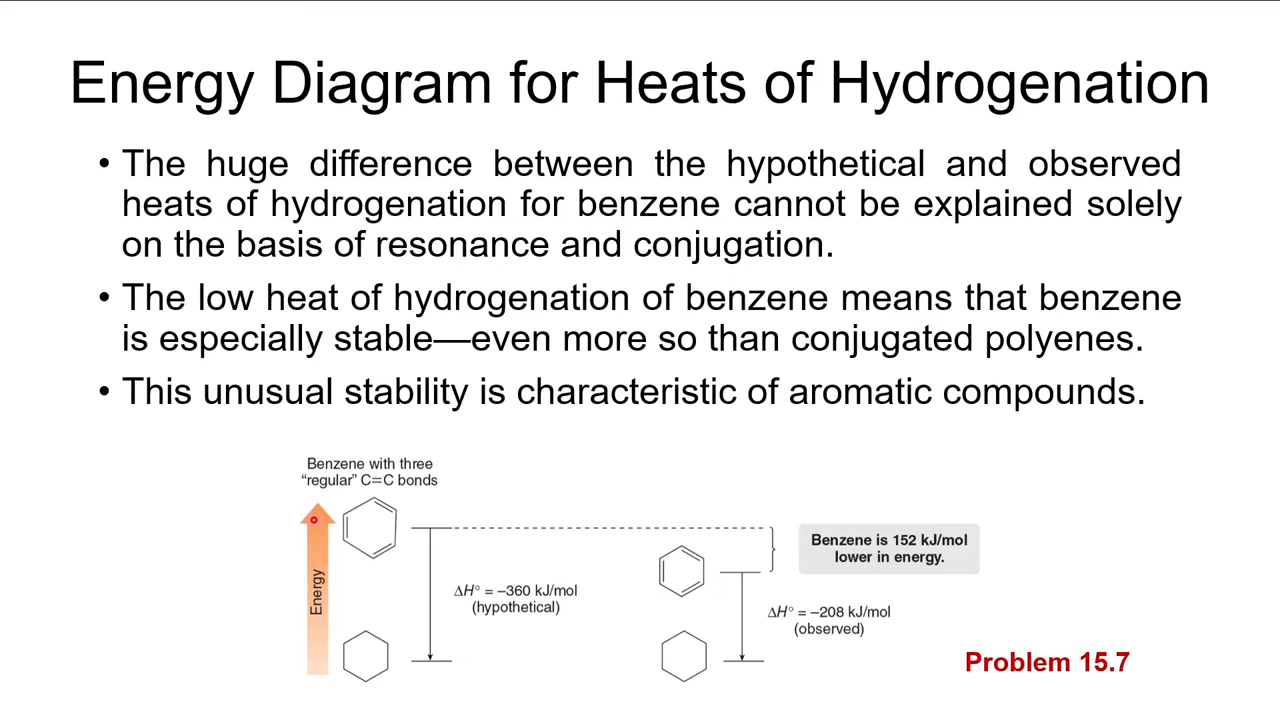 Energy Diagram for Heats of Hydrogenation
• The huge difference between the hypothetical and observed
heats of hydrogenation for benzene cannot be explained solely
on the basis of resonance and conjugation.
• The low heat of hydrogenation of benzene means that benzene
is especially stable—even more so than conjugated polyenes.
• This unusual stability is characteristic of aromatic compounds.
Benzene with three
“regular” C=C bonds
Energy
ΔH° = –360 kJ/mol
(hypothetical)
Benzene is 152 kJ/mol
lower in energy.
ΔH° = –208 kJ/mol
(observed)
Problem 15.7